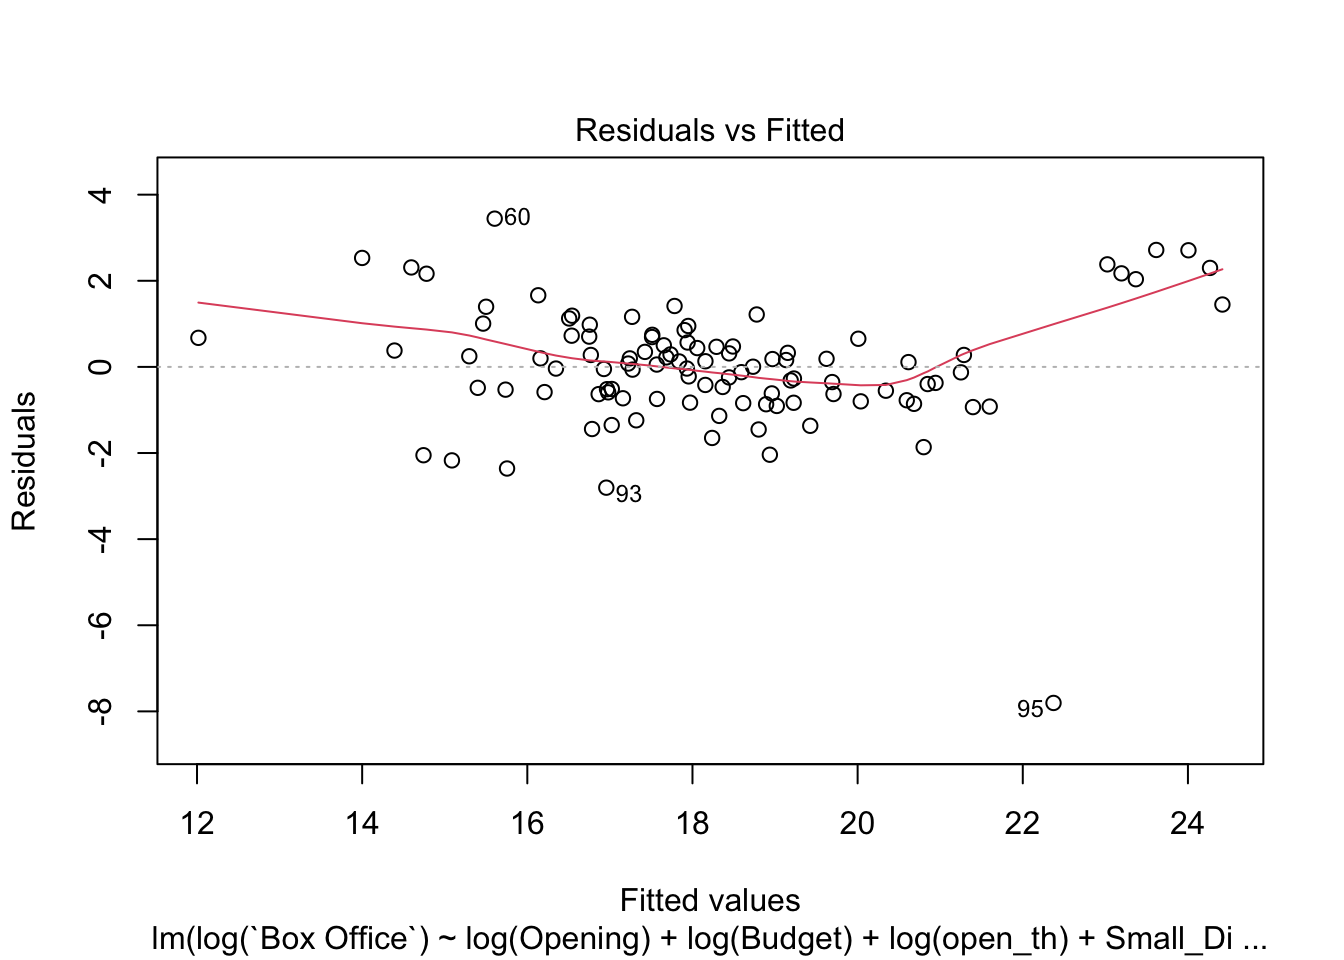 Residuals vs Fitted
4
2
0
-2
-4
-6
-8
Residuals
60
93
95
12 14 16 18 20 22 24
Fitted values
lm(log(`Box Office`) ~ log(Opening) + log(Budget) + log(open_th) + Small_Di ...